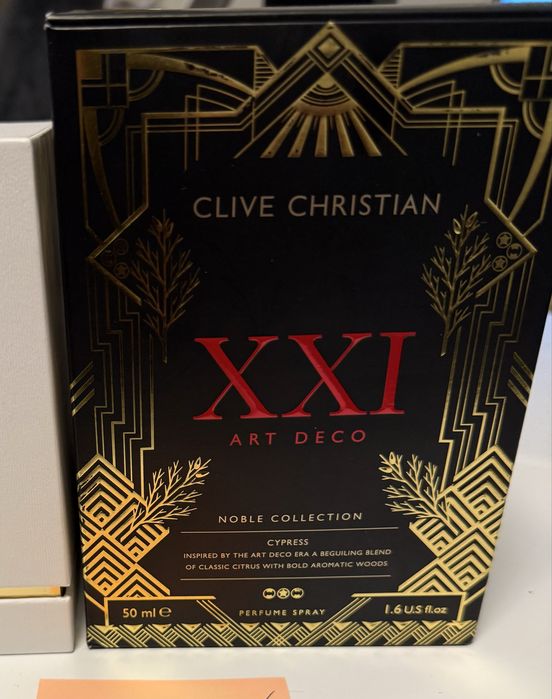 CLIVE CHRISTIAN
XXI
ART DECO
NOBLE COLLECTION
CYPRESS
INSPIRED BY THE ART DECO ERA A BEGUILING BLEND
OF CLASSIC CITRUS WITH BOLD AROMATIC WOODS
50 ml ℮ PERFUME SPRAY 1.6 U.S fl.oz